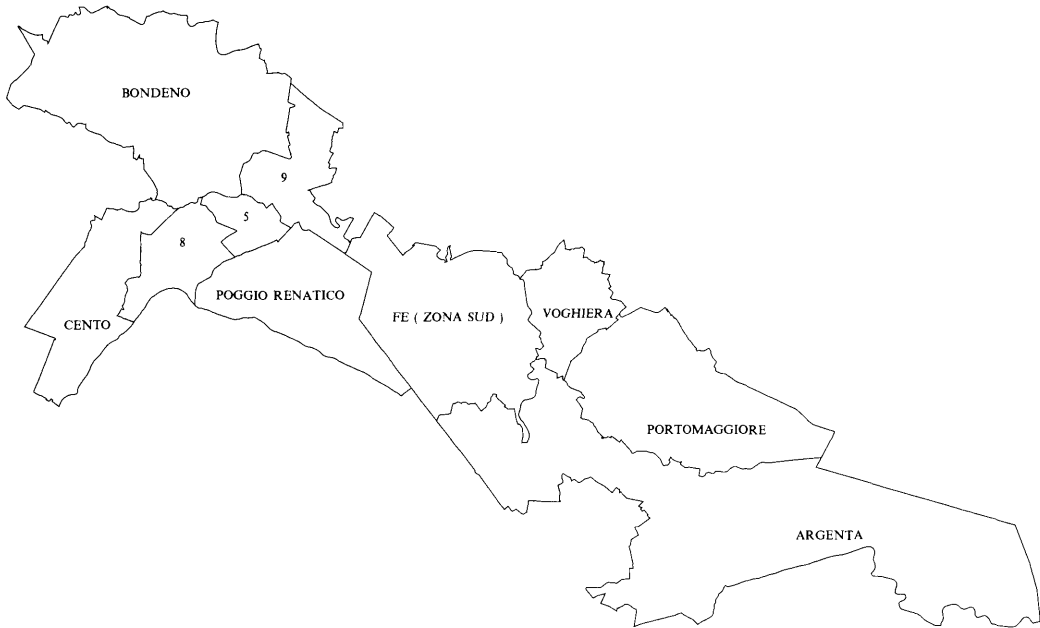 BONDENO
9
5
8
POGGIO RENATICO
CENTO
FE ( ZONA SUD )
VOGHIERA
PORTOMAGGIORE
ARGENTA